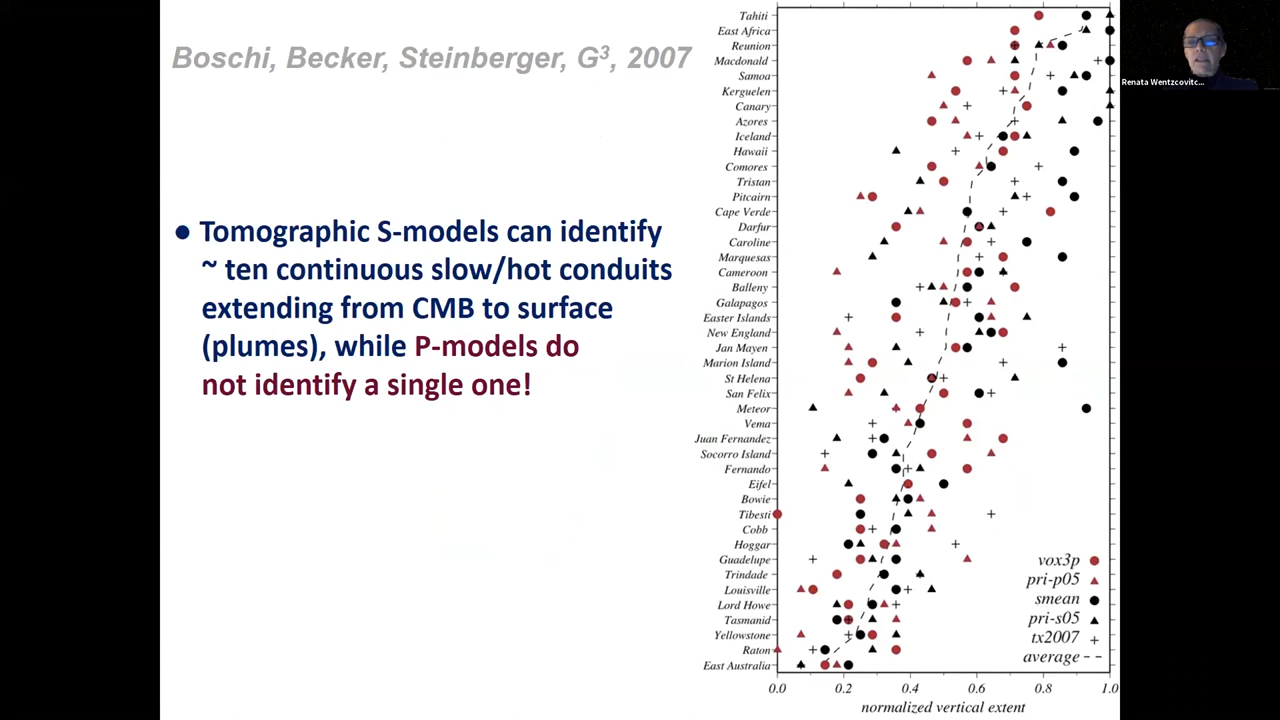 Boschi, Becker, Steinberger, G³, 2007
● Tomographic S-models can identify
~ ten continuous slow/hot conduits
extending from CMB to surface
(plumes), while P-models do
not identify a single one!
Tahiti
East Africa
Reunion
Macdonald
Samoa
Kerguelen
Canary
Azores
Iceland
Hawaii
Comores
Tristan
Pitcairn
Cape Verde
Darfur
Caroline
Marquesas
Cameroon
Balleny
Galapagos
Easter Islands
New England
Jan Mayen
Marion Island
St Helena
San Felix
Meteor
Vema
Juan Fernandez
Socorro Island
Fernando
Eifel
Bowie
Tibesti
Cobb
Hoggar
Guadelupe
Trindade
Louisville
Lord Howe
Tasmanid
Yellowstone
Raton
East Australia
vox3p
pri-p05
smean
pri-s05
tx2007
average
0.0 0.2 0.4 0.6 0.8 1.0
normalized vertical extent
Renata Wentzcovitc...